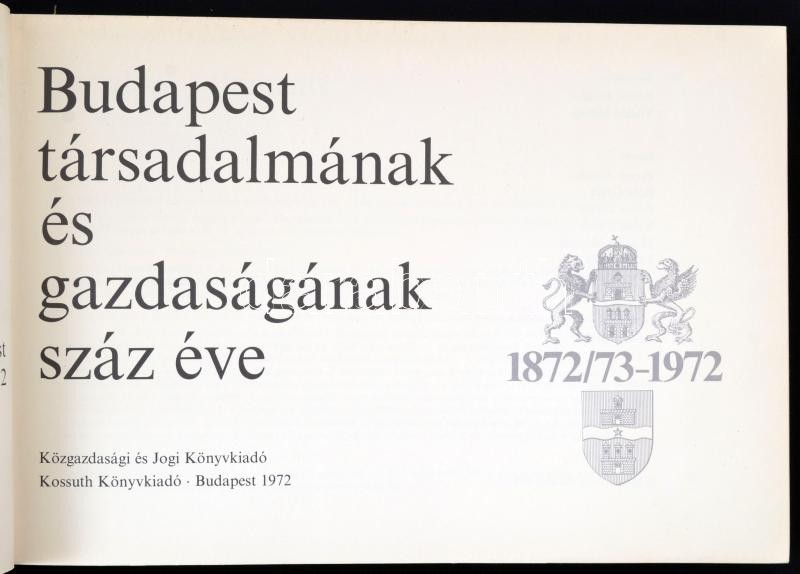 Budapest
társadalmának
és
gazdaságának
száz éve
1872/73-1972
Közgazdasági és Jogi Könyvkiadó
Kossuth Könyvkiadó · Budapest 1972